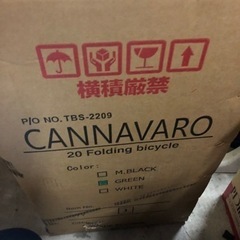 横積厳禁
P/O NO. TBS-2209
CANNAVARO
20 Folding bicycle
Color:
M.BLACK
GREEN
WHITE